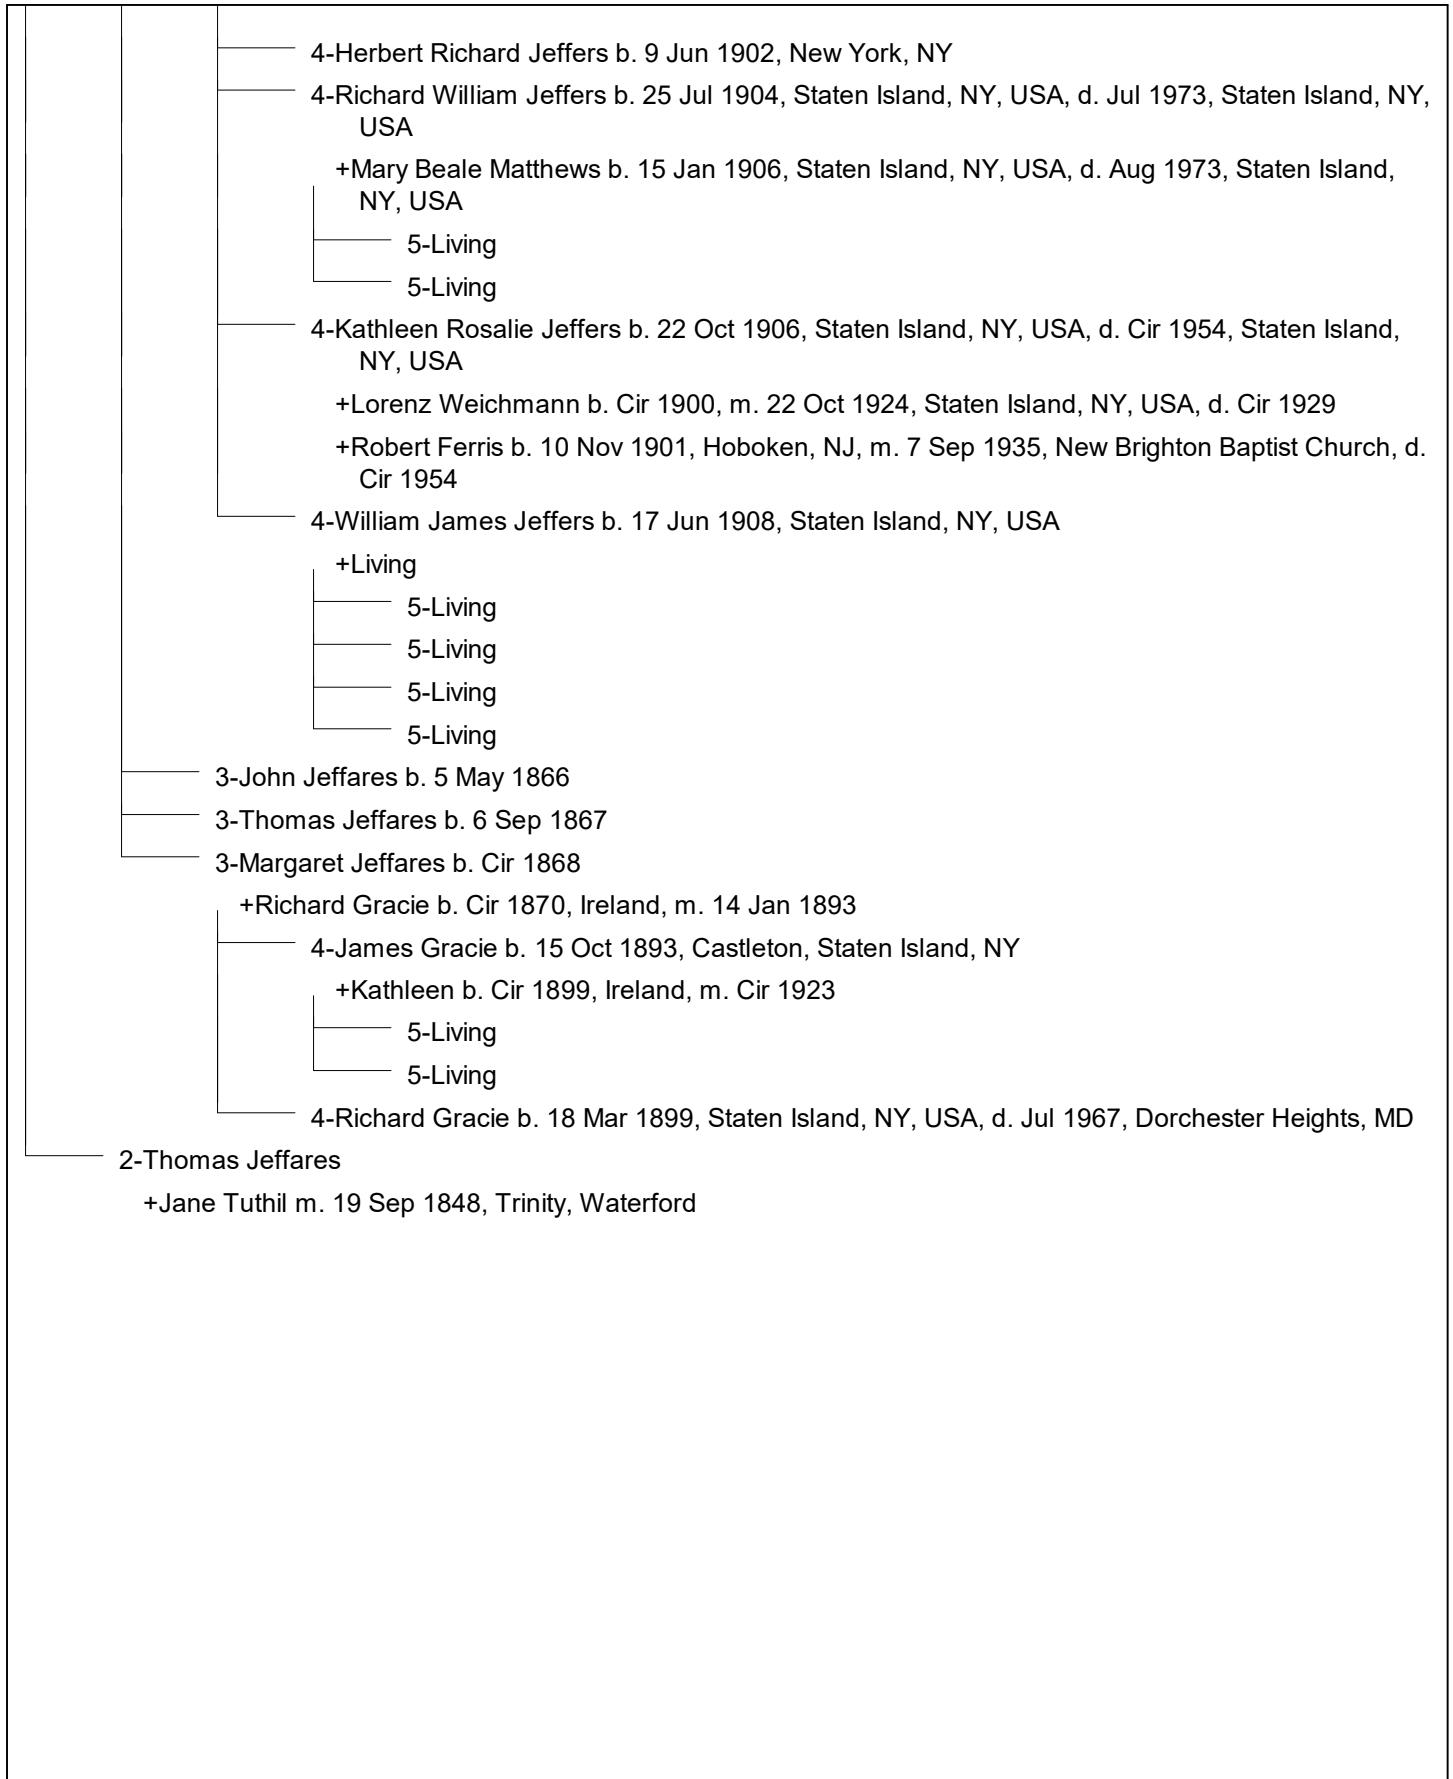 4-Herbert Richard Jeffers b. 9 Jun 1902, New York, NY
4-Richard William Jeffers b. 25 Jul 1904, Staten Island, NY, USA, d. Jul 1973, Staten Island, NY,
USA
+Mary Beale Matthews b. 15 Jan 1906, Staten Island, NY, USA, d. Aug 1973, Staten Island,
NY, USA
5-Living
5-Living
4-Kathleen Rosalie Jeffers b. 22 Oct 1906, Staten Island, NY, USA, d. Cir 1954, Staten Island,
NY, USA
+Lorenz Weichmann b. Cir 1900, m. 22 Oct 1924, Staten Island, NY, USA, d. Cir 1929
+Robert Ferris b. 10 Nov 1901, Hoboken, NJ, m. 7 Sep 1935, New Brighton Baptist Church, d.
Cir 1954
4-William James Jeffers b. 17 Jun 1908, Staten Island, NY, USA
+Living
5-Living
5-Living
5-Living
5-Living
3-John Jeffares b. 5 May 1866
3-Thomas Jeffares b. 6 Sep 1867
3-Margaret Jeffares b. Cir 1868
+Richard Gracie b. Cir 1870, Ireland, m. 14 Jan 1893
4-James Gracie b. 15 Oct 1893, Castleton, Staten Island, NY
+Kathleen b. Cir 1899, Ireland, m. Cir 1923
5-Living
5-Living
4-Richard Gracie b. 18 Mar 1899, Staten Island, NY, USA, d. Jul 1967, Dorchester Heights, MD
2-Thomas Jeffares
+Jane Tuthil m. 19 Sep 1848, Trinity, Waterford